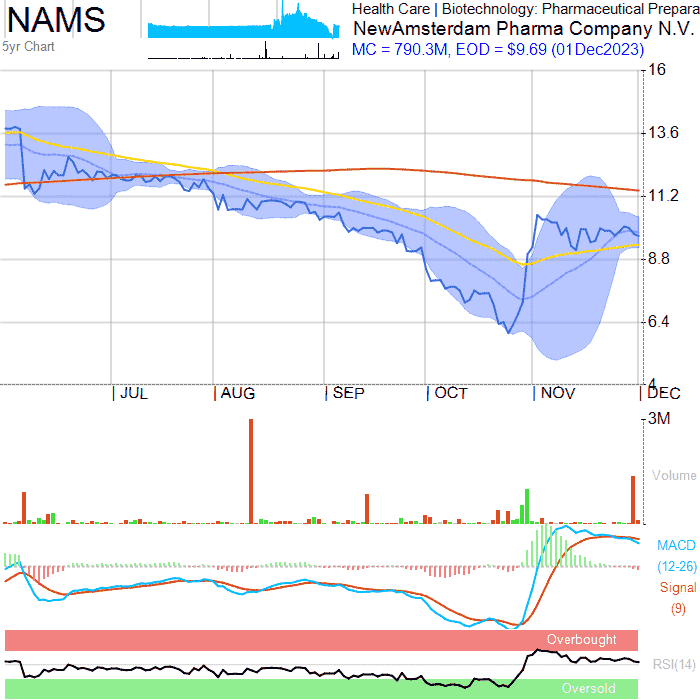 NAMS
5yr Chart
Health Care | Biotechnology: Pharmaceutical Prepara
NewAmsterdam Pharma Company N.V.
MC = 790.3M, EOD = $9.69 (01Dec2023)
16
13.6
11.2
8.8
6.4
4
JUL AUG SEP OCT NOV DEC
3M
Volume
MACD
(12-26)
Signal
(9)
Overbought
RSI(14)
Oversold